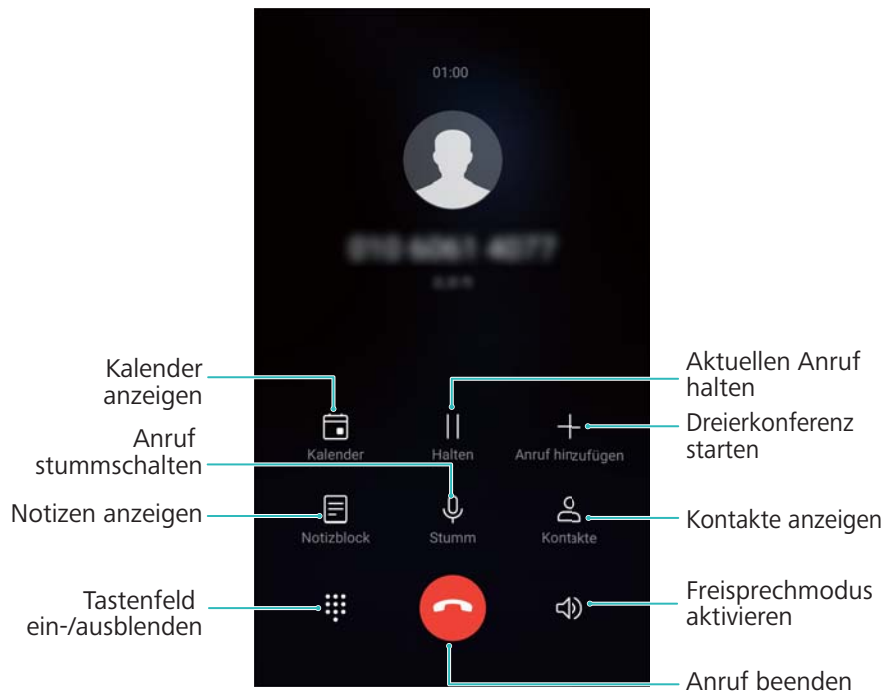 01:00
Kalender
anzeigen
Anruf
stummschalten
Notizen anzeigen
Tastenfeld
ein-/ausblenden
Kalender
Halten
Anruf hinzufügen
Notizblock
Stumm
Kontakte
Aktuellen Anruf
halten
Dreierkonferenz
starten
Kontakte anzeigen
Freisprechmodus
aktivieren
Anruf beenden